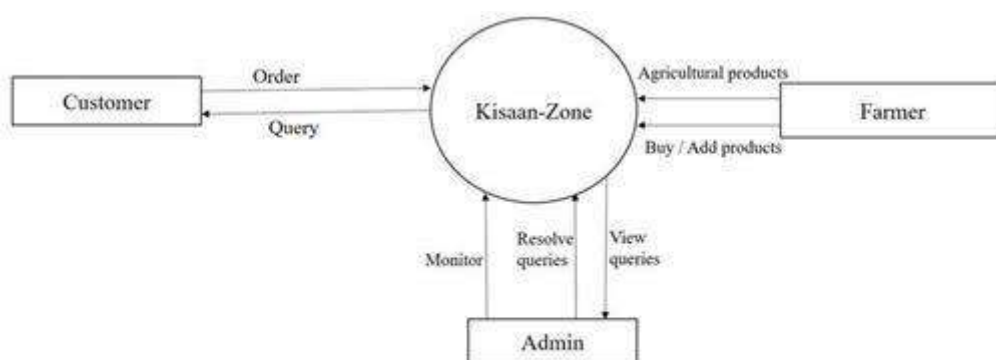 Order
Agricultural products
Customer
Kisaan-Zone
Farmer
Query
Buy / Add products
Monitor
Resolve
queries
View
queries
Admin